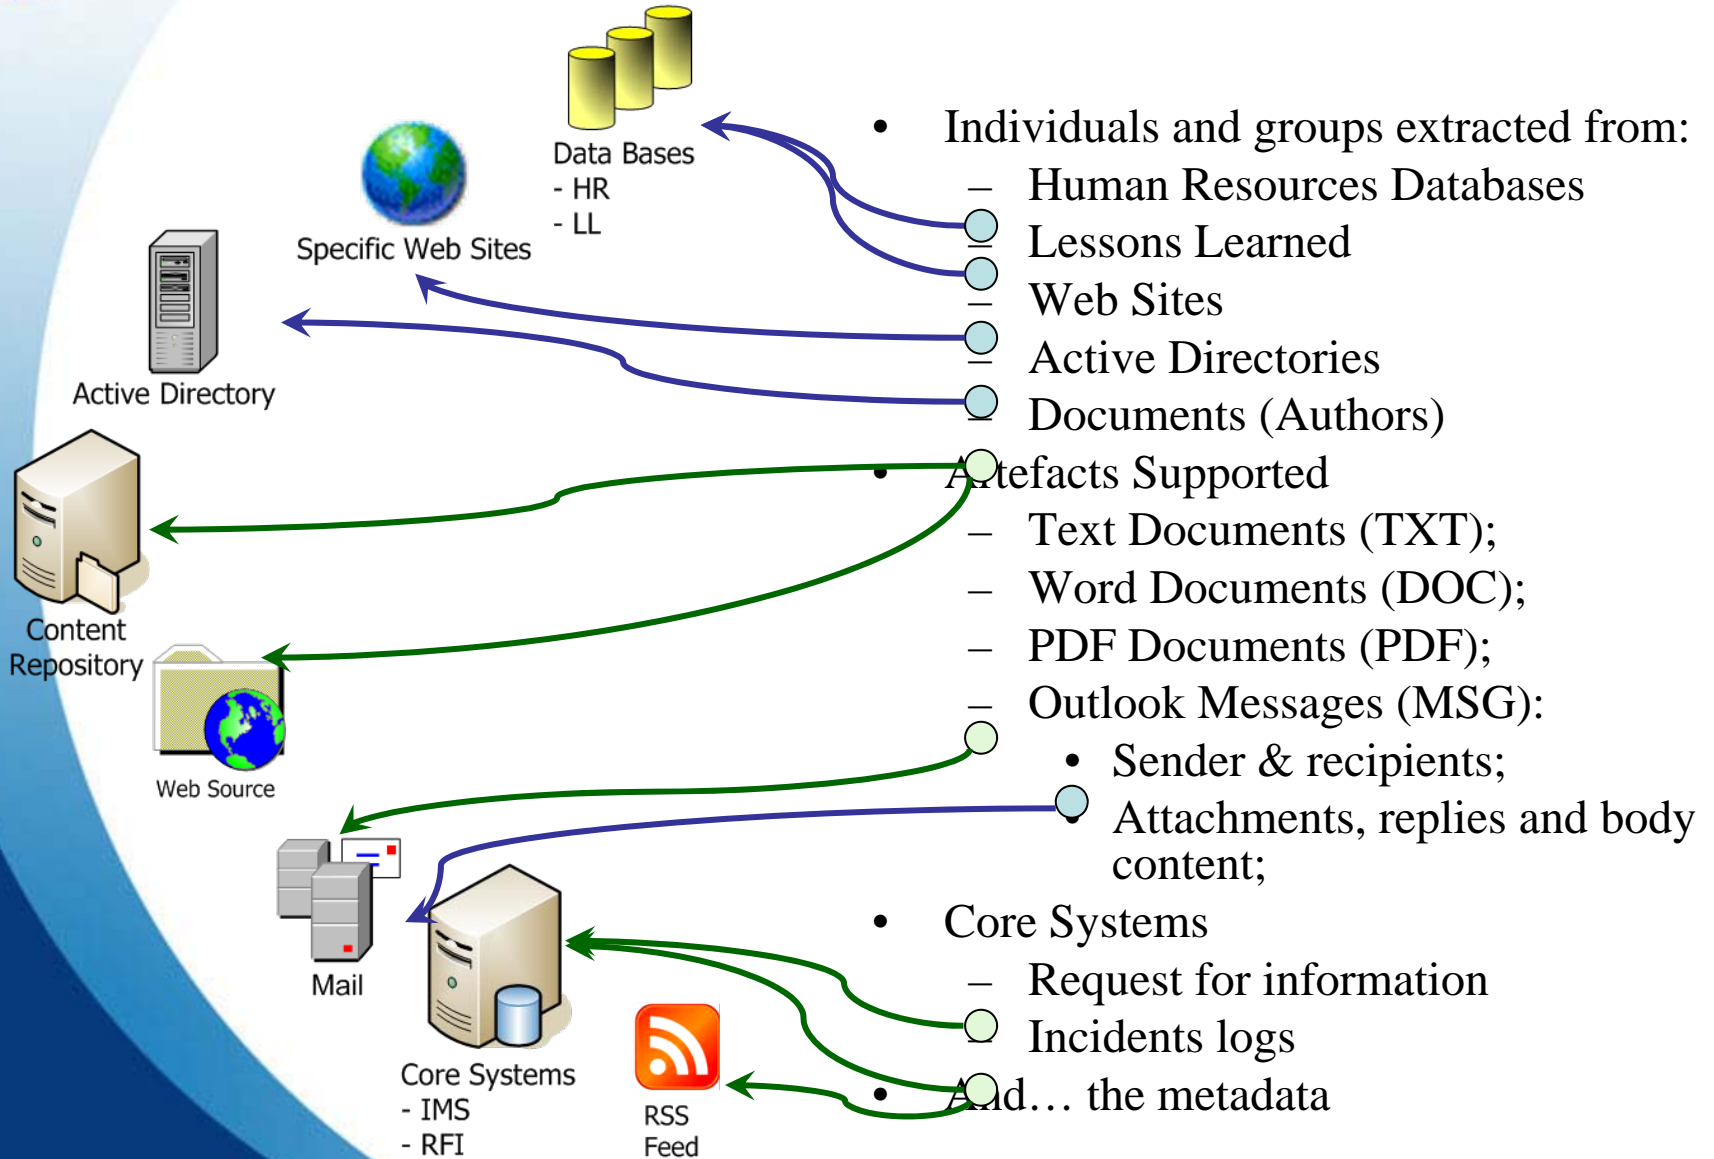 Data Bases
- HR
- LL
Specific Web Sites
Active Directory
Content
Repository
Web Source
Mail
Core Systems
- IMS
- RFI
RSS
Feed
• Individuals and groups extracted from:
– Human Resources Databases
– Lessons Learned
– Web Sites
– Active Directories
– Documents (Authors)
• Artefacts Supported
– Text Documents (TXT);
– Word Documents (DOC);
– PDF Documents (PDF);
– Outlook Messages (MSG):
• Sender & recipients;
• Attachments, replies and body
content;
• Core Systems
– Request for information
– Incidents logs
• And… the metadata